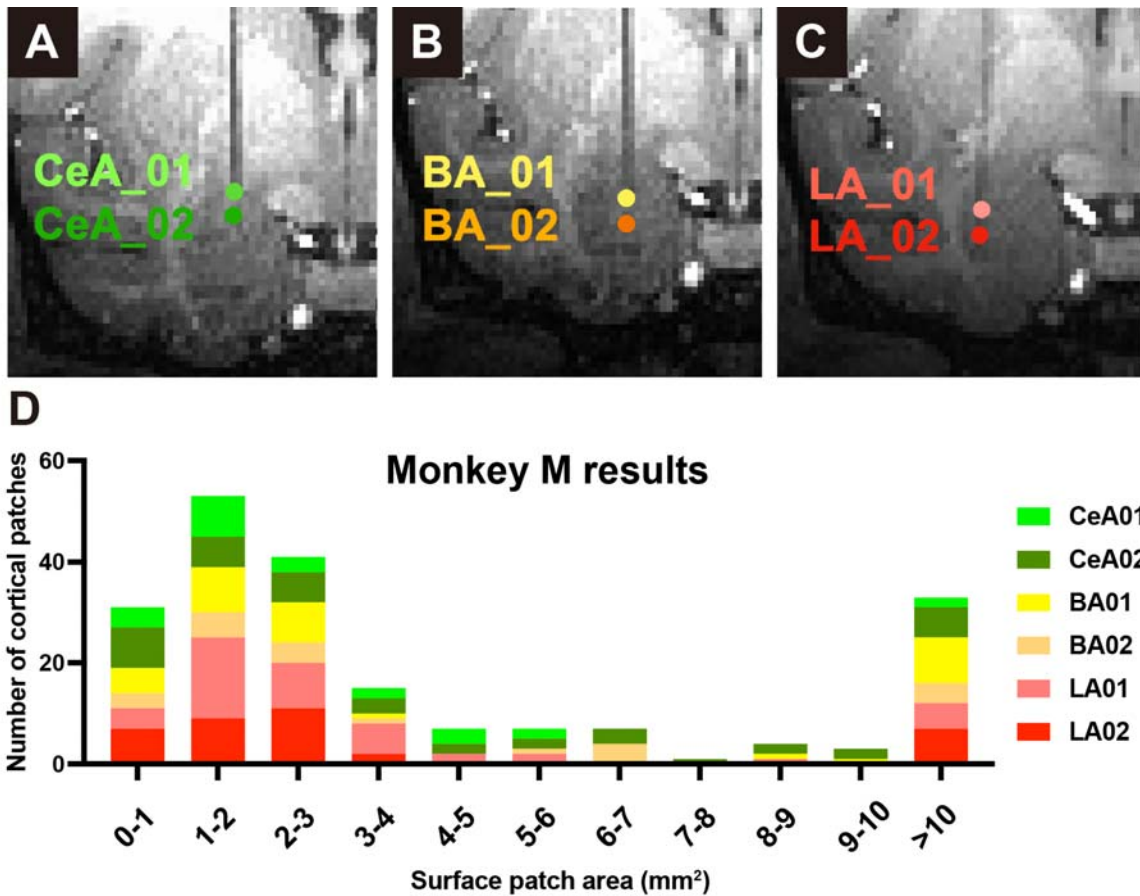 A
B
C
CeA_01
CeA_02
BA_01
BA_02
LA_01
LA_02
D
Monkey M results
Number of cortical patches
60
40
20
0
0-1
1-2
2-3
3-4
4-5
5-6
6-7
7-8
8-9
9-10
>10
Surface patch area (mm²)
CeA01
CeA02
BA01
BA02
LA01
LA02